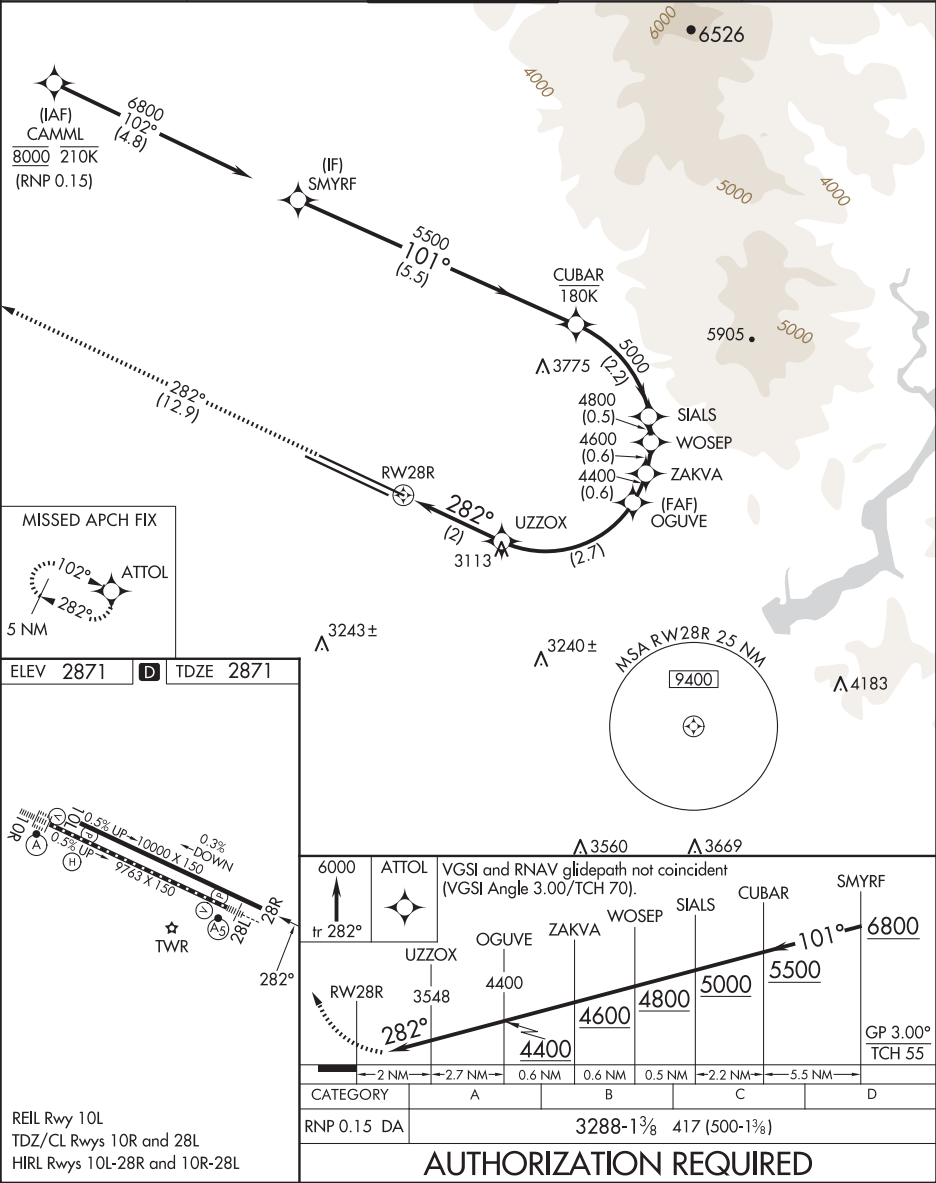 6000
6526
4000
(IAF)
CAMML
8000 210K
(RNP 0.15)
6800
102°
(4.8)
(IF)
SMYRF
5000
4000
5500
101°
(5.5)
CUBAR
180K
5905
5000
3775
5000
(2.2)
282°
(12.9)
4800
(0.5)
SIALS
4600
(0.6)
WOSEP
4400
(0.6)
ZAKVA
(FAF)
OGUVE
RW28R
282°
(2)
UZZOX
3113
(2.7)
MISSED APCH FIX
102°
282°
ATTOL
5 NM
3243±
3240±
MSA RW28R 25 NM
9400
4183
3560
3669
ELEV 2871
D
TDZE 2871
10R
10L
A
V
P
H
0.5% UP
10000 X 150
0.3%
DOWN
0.5% UP
9763 X 150
P
V
A5
28L
28R
TWR
282°
REIL Rwy 10L
TDZ/CL Rwys 10R and 28L
HIRL Rwys 10L-28R and 10R-28L
6000
tr 282°
ATTOL
VGSI and RNAV glidepath not coincident
(VGSI Angle 3.00/TCH 70).
RW28R
UZZOX
3548
OGUVE
4400
ZAKVA
WOSEP
SIALS
CUBAR
SMYRF
101°
6800
5500
5000
4800
4600
4400
282°
GP 3.00°
TCH 55
2 NM 2.7 NM 0.6 NM 0.6 NM 0.5 NM 2.2 NM 5.5 NM
CATEGORY A B C D
RNP 0.15 DA 3288-1⅜ 417 (500-1⅜)
AUTHORIZATION REQUIRED